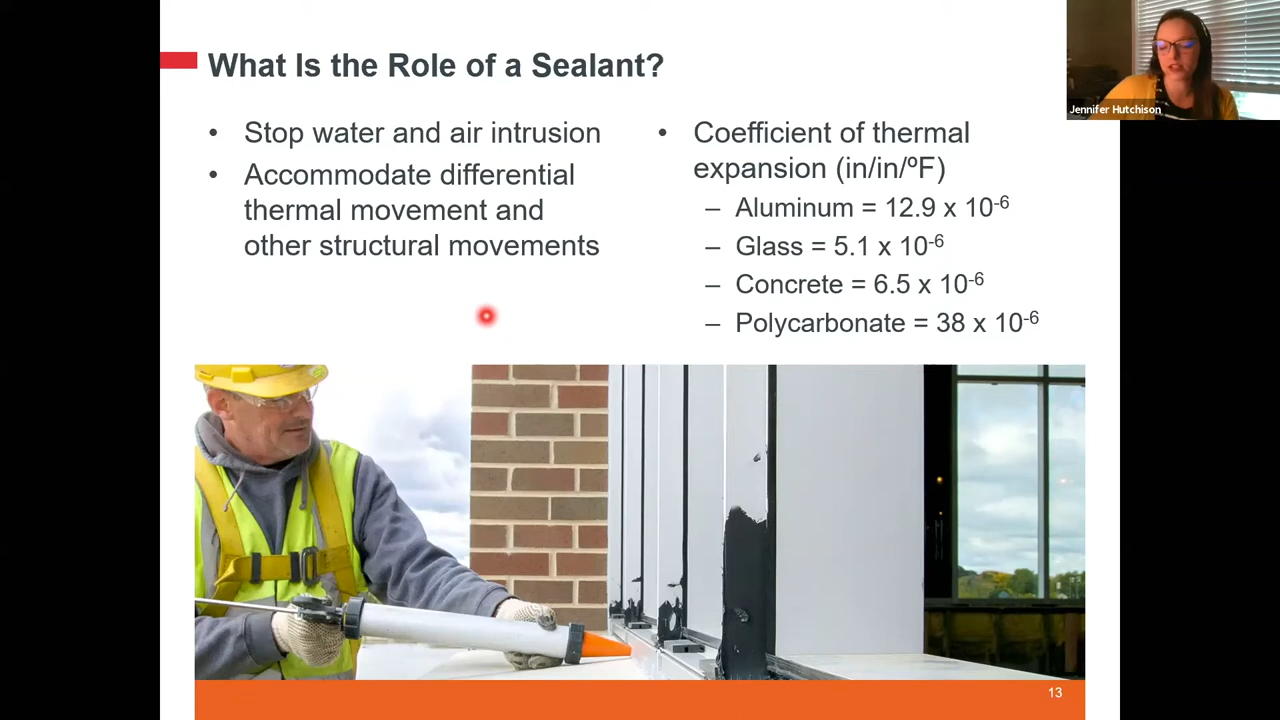 What Is the Role of a Sealant?
• Stop water and air intrusion
• Accommodate differential
thermal movement and
other structural movements
• Coefficient of thermal
expansion (in/in/ºF)
– Aluminum = 12.9 x 10-6
– Glass = 5.1 x 10-6
– Concrete = 6.5 x 10-6
– Polycarbonate = 38 x 10-6
Jennifer Hutchison
13